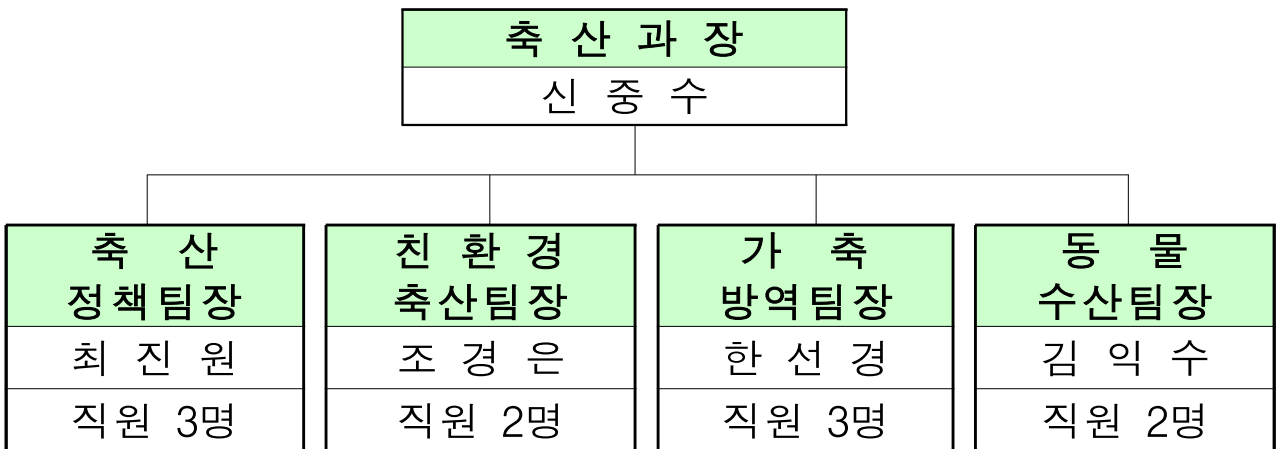 축 산 과 장
신 중 수
축 산
정책팀장
최 진 원
직원 3명
친 환 경
축산팀장
조 경 은
직원 2명
가 축
방역팀장
한 선 경
직원 3명
동 물
수산팀장
김 익 수
직원 2명